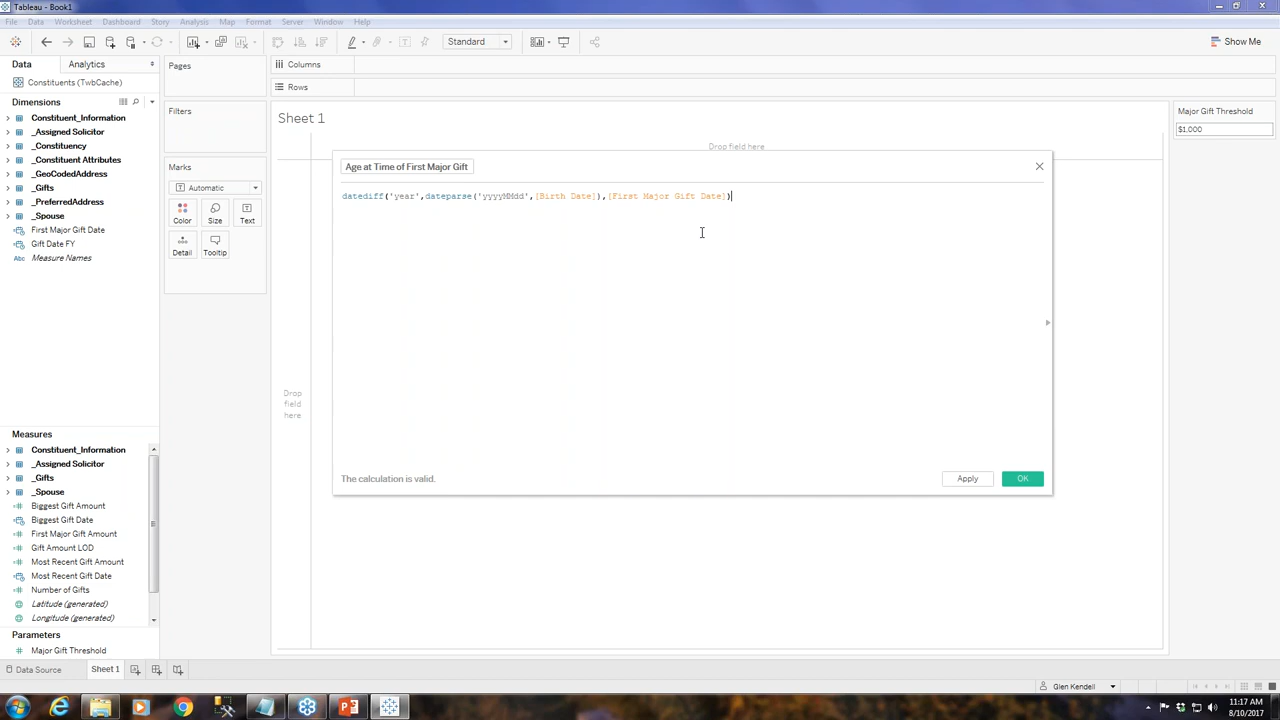 Tableau - Book1
File Data Worksheet Dashboard Story Analysis Map Format Server Window Help
Standard
Show Me
Data
Analytics
Constituents (TwbCache)
Dimensions
Constituent_Information
_Assigned Solicitor
_Constituency
_Constituent Attributes
_GeoCodedAddress
_Gifts
_PreferredAddress
_Spouse
First Major Gift Date
Gift Date FY
Abc Measure Names
Measures
Constituent_Information
_Assigned Solicitor
_Gifts
_Spouse
Biggest Gift Amount
Biggest Gift Date
First Major Gift Amount
Gift Amount LOD
Most Recent Gift Amount
Most Recent Gift Date
Number of Gifts
Latitude (generated)
Longitude (generated)
Parameters
Major Gift Threshold
Pages
Filters
Marks
Automatic
Color Size Text
Detail Tooltip
Columns
Rows
Sheet 1
Drop field here
Drop
field
here
Age at Time of First Major Gift
datediff('year',dateparse('yyyyMMdd',[Birth Date]),[First Major Gift Date])
The calculation is valid.
Apply
OK
Major Gift Threshold
$1,000
Data Source
Sheet 1
Glen Kendell
11:17 AM
8/10/2017